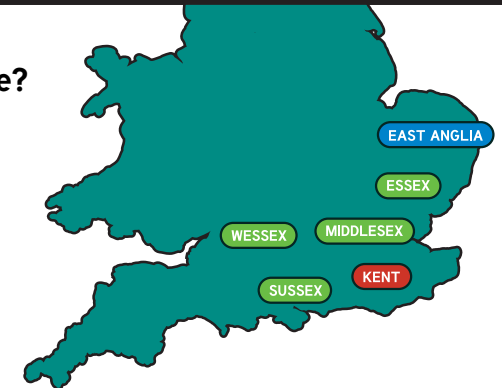 e?
EAST ANGLIA
ESSEX
WESSEX
MIDDLESEX
KENT
SUSSEX